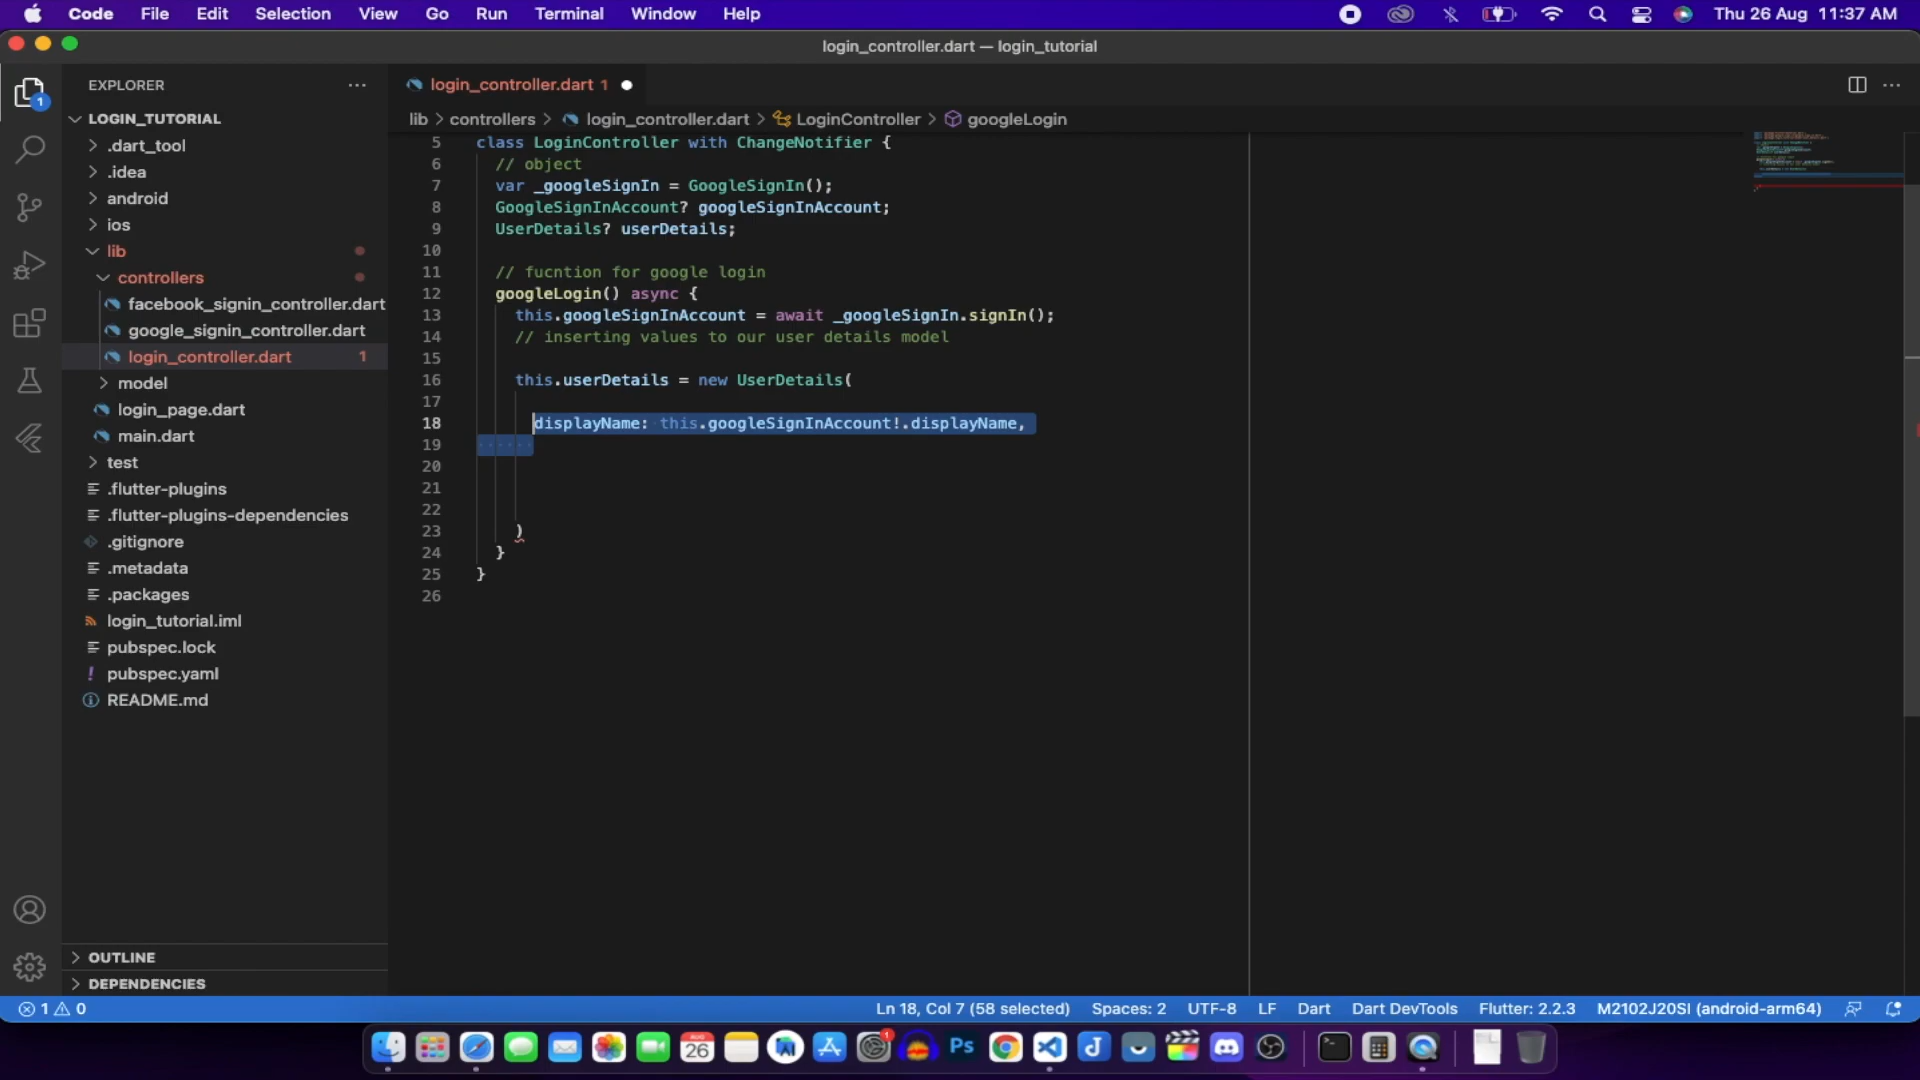 Code File Edit Selection View Go Run Terminal Window Help Thu 26 Aug 11:37 AM
login_controller.dart — login_tutorial
EXPLORER
login_controller.dart 1
lib > controllers > login_controller.dart > LoginController > googleLogin
1
LOGIN_TUTORIAL
.dart_tool
.idea
android
ios
lib
controllers
facebook_signin_controller.dart
google_signin_controller.dart
login_controller.dart 1
model
login_page.dart
main.dart
test
.flutter-plugins
.flutter-plugins-dependencies
.gitignore
.metadata
.packages
login_tutorial.iml
pubspec.lock
pubspec.yaml
README.md
OUTLINE
DEPENDENCIES
5 class LoginController with ChangeNotifier {
6 // object
7 var _googleSignIn = GoogleSignIn();
8 GoogleSignInAccount? googleSignInAccount;
9 UserDetails? userDetails;
10
11 // fucntion for google login
12 googleLogin() async {
13 this.googleSignInAccount = await _googleSignIn.signIn();
14 // inserting values to our user details model
15
16 this.userDetails = new UserDetails(
17
18 displayName: this.googleSignInAccount!.displayName,
19
20
21
22
23 )
24 }
25 }
26
1 0 Ln 18, Col 7 (58 selected) Spaces: 2 UTF-8 LF Dart Dart DevTools Flutter: 2.2.3 M2102J20SI (android-arm64)
AUG
26
1
Ps